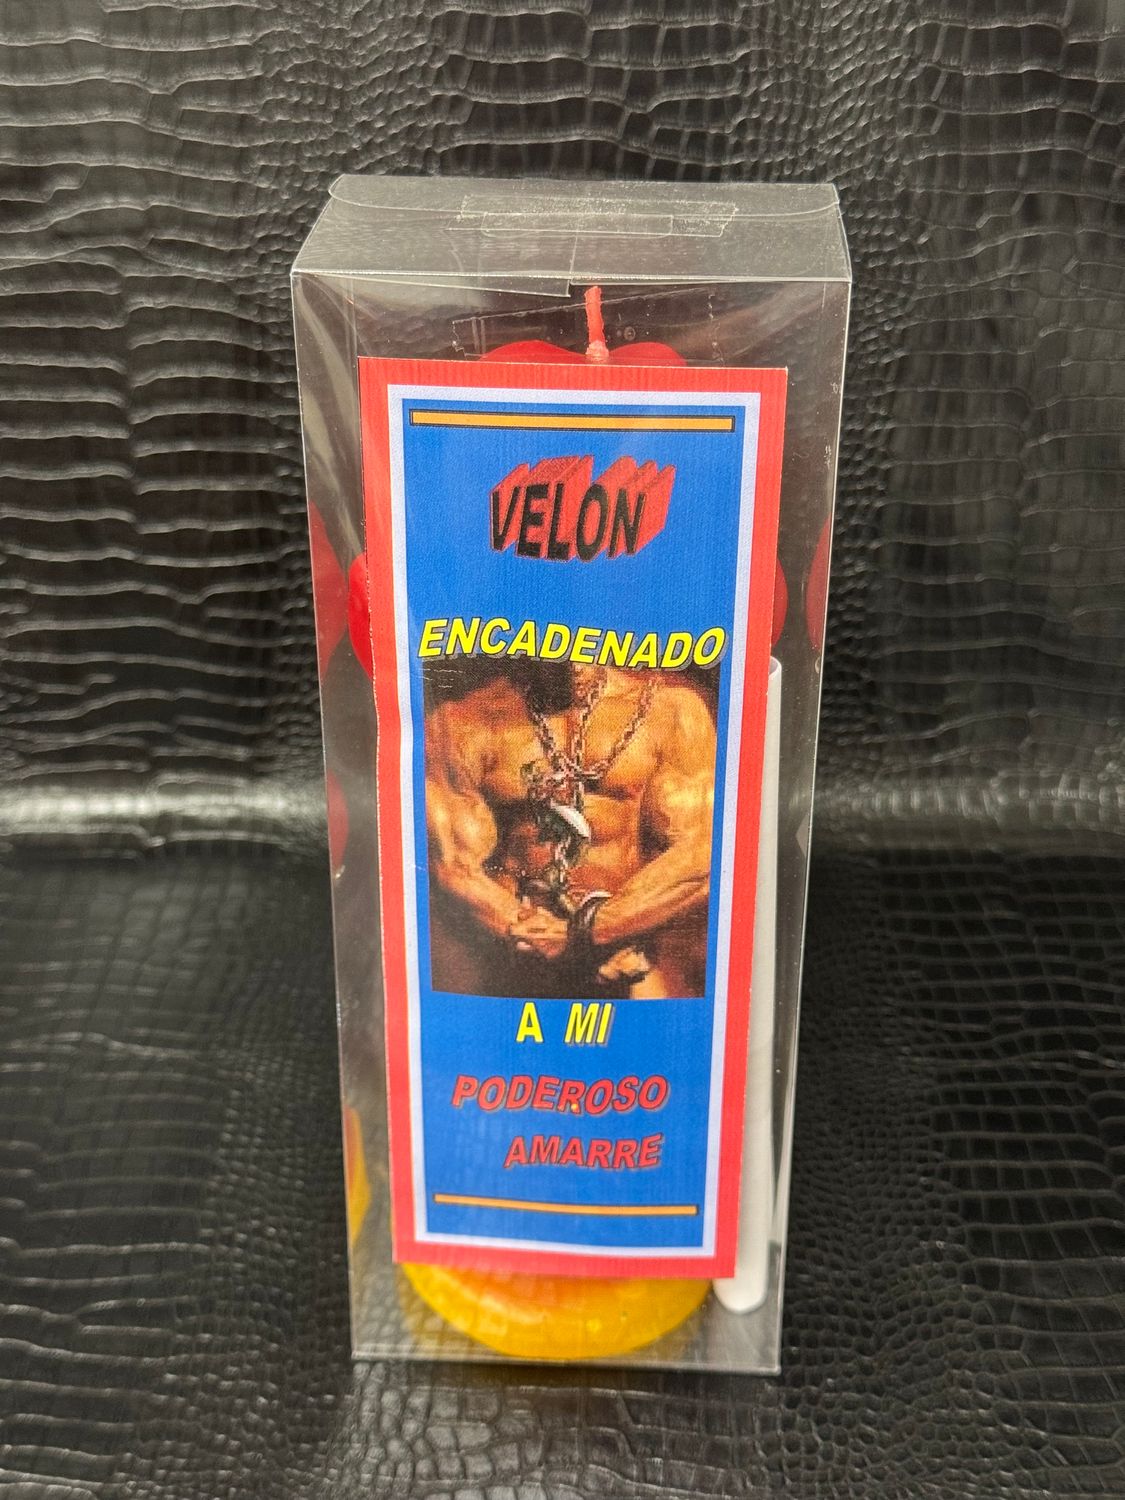 VELON
ENCADENADO
A MI
PODEROSO
AMARRE